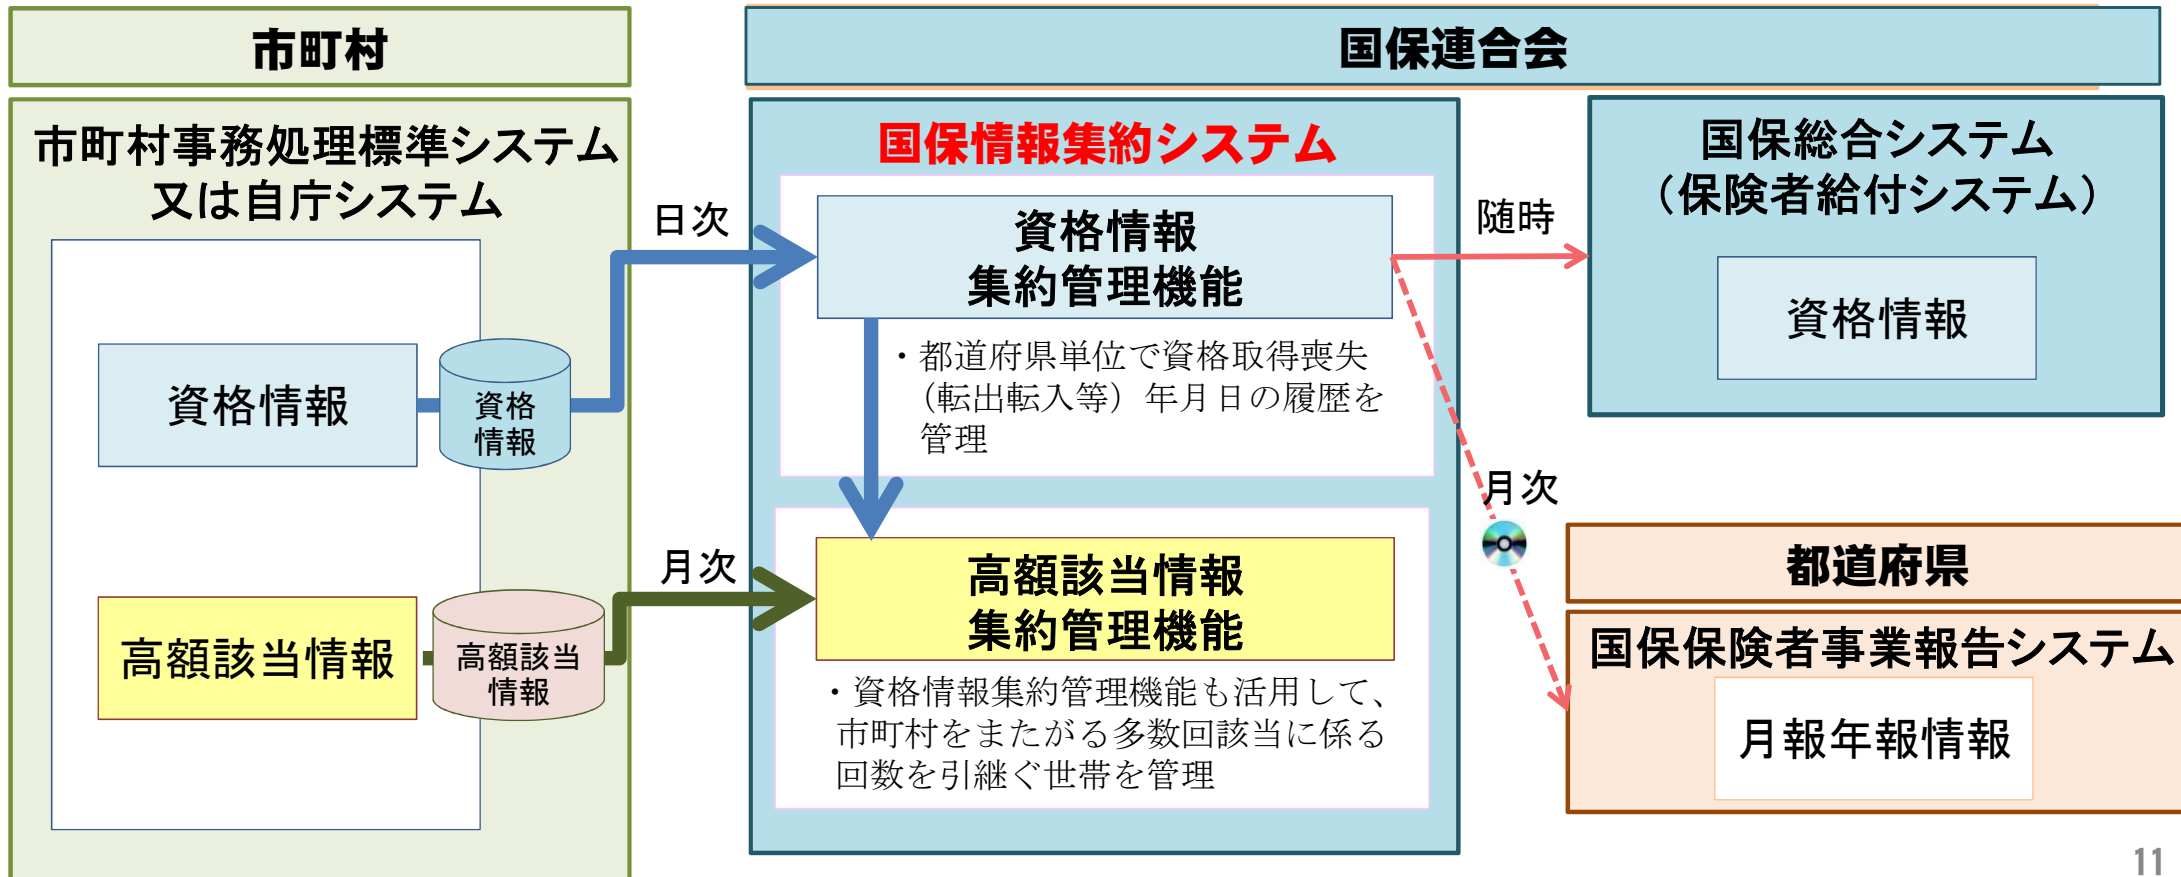 市町村
市町村事務処理標準システム
又は自庁システム
資格情報
資格
情報
高額該当情報
高額該当
情報
日次
月次
国保連合会
国保情報集約システム
資格情報
集約管理機能
・都道府県単位で資格取得喪失
（転出転入等）年月日の履歴を
管理
高額該当情報
集約管理機能
・資格情報集約管理機能も活用して、
市町村をまたがる多数回該当に係る
回数を引継ぐ世帯を管理
随時
国保総合システム
（保険者給付システム）
資格情報
月次
都道府県
国保保険者事業報告システム
月報年報情報
11